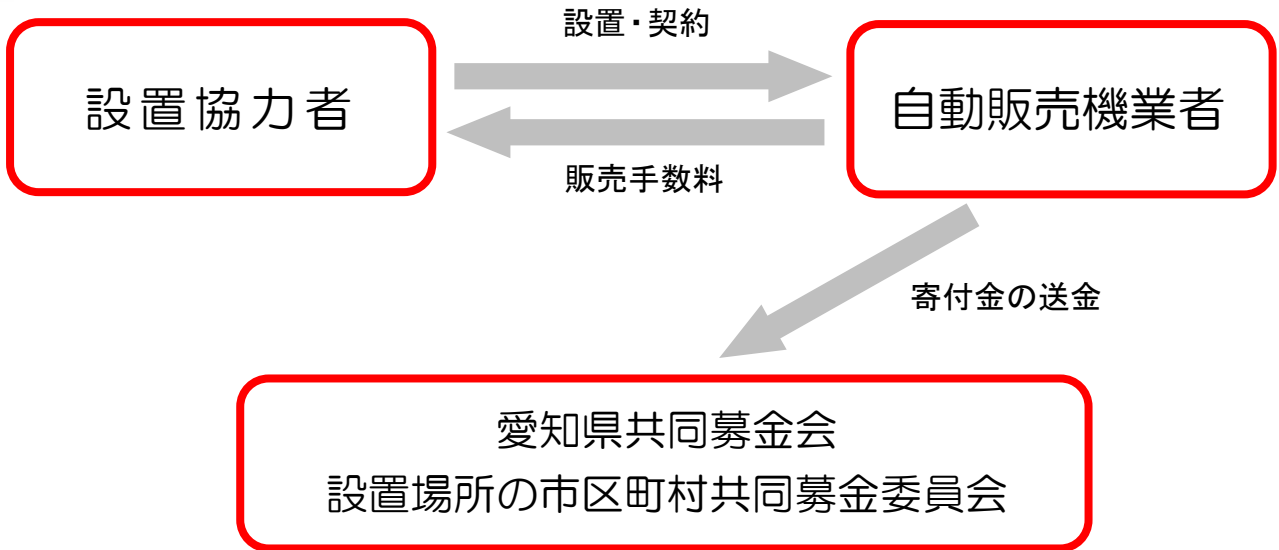 設置・契約
設置協力者
自動販売機業者
販売手数料
寄付金の送金
愛知県共同募金会
設置場所の市区町村共同募金委員会